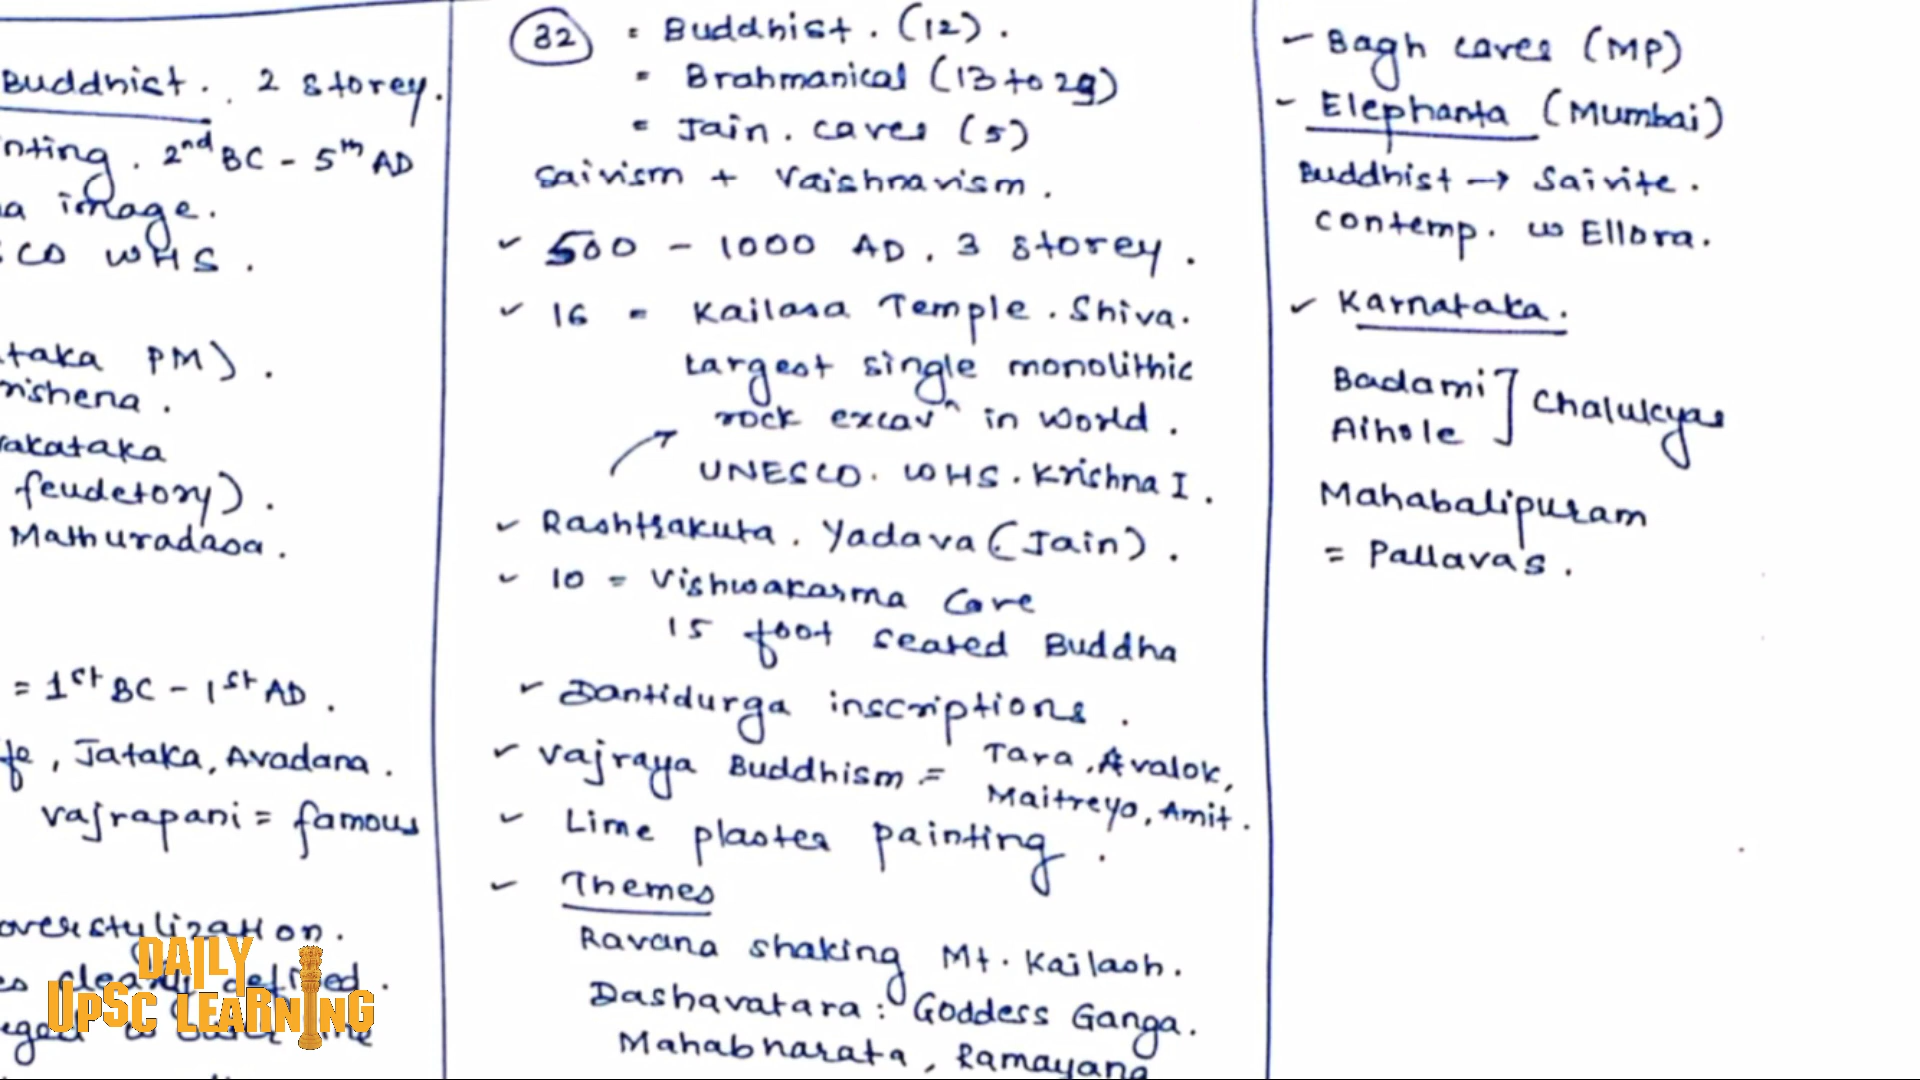 Buddhist. 2 storey.
nting. 2nd BC - 5th AD
a image.
CO WHS.
taka PM).
rishena.
akataka
feudetory).
Mathuradasa.
= 1st BC - 1st AD.
fe, Jataka, Avadana.
vajrapani = famous
overstylization.
es clearly defined.
32 = Buddhist. (12).
= Brahmanical (13 to 29)
= Jain. caves (5)
Saivism + Vaishnavism.
500 - 1000 AD. 3 storey.
16 = Kailasa Temple. Shiva.
Largest single monolithic
rock excavn in world.
UNESCO. WHS. Krishna I.
Rashtrakuta. Yadava (Jain).
10 = Vishwakarma Cave
15 foot seated Buddha
Dantidurga inscriptions.
Vajraya Buddhism = Tara, Avalok,
Maitreya, Amit.
Lime plaster painting.
Themes
Ravana shaking Mt. Kailash.
Dashavatara: Goddess Ganga.
Mahabharata, Ramayana
- Bagh caves (MP)
- Elephanta (Mumbai)
Buddhist → Saivite.
contemp. w Ellora.
Karnataka.
Badami ] Chalukyas
Aihole
Mahabalipuram
= Pallavas.
DAILY
UPSC LEARNING